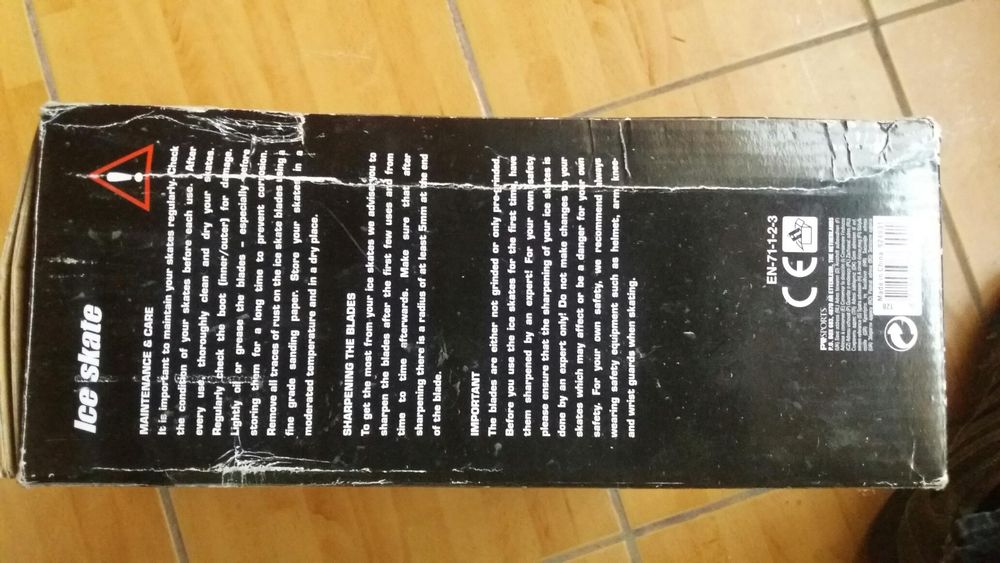 Ice skate
MAINTENANCE & CARE
It is important to maintain your skates regularly. Check
the condition of your skates before each use. After
every use, thoroughly clean and dry your skates.
Regularly check the boot (inner/outer) for damage.
Lightly oil or grease the blades - especially before
storing them for a long time to prevent corrosion.
Remove all traces of rust on the ice skate blades using
fine grade sanding paper. Store your skates in a
moderated temperature and in a dry place.
SHARPENING THE BLADES
To get the most from your ice skates we advise you to
sharpen the blades after the first few uses and from
time to time afterwards. Make sure that after
sharpening there is a radius of at least 5mm at the end
of the blade.
IMPORTANT
The blades are either not grinded or only pre-grinded.
Before you use the ice skates for the first time, have
them sharpened by an expert! For your own safety
please ensure that the sharpening of your ice skates is
done by an expert only! Do not make changes to your
skates which may affect or be a danger for your own
safety. For your own safety, we recommend always
wearing safety equipment such as helmet, arm, knee-
and wrist guards when skating.
EN-71-1-2-3
CE
SPORTS
THE NETHERLANDS
Made in China